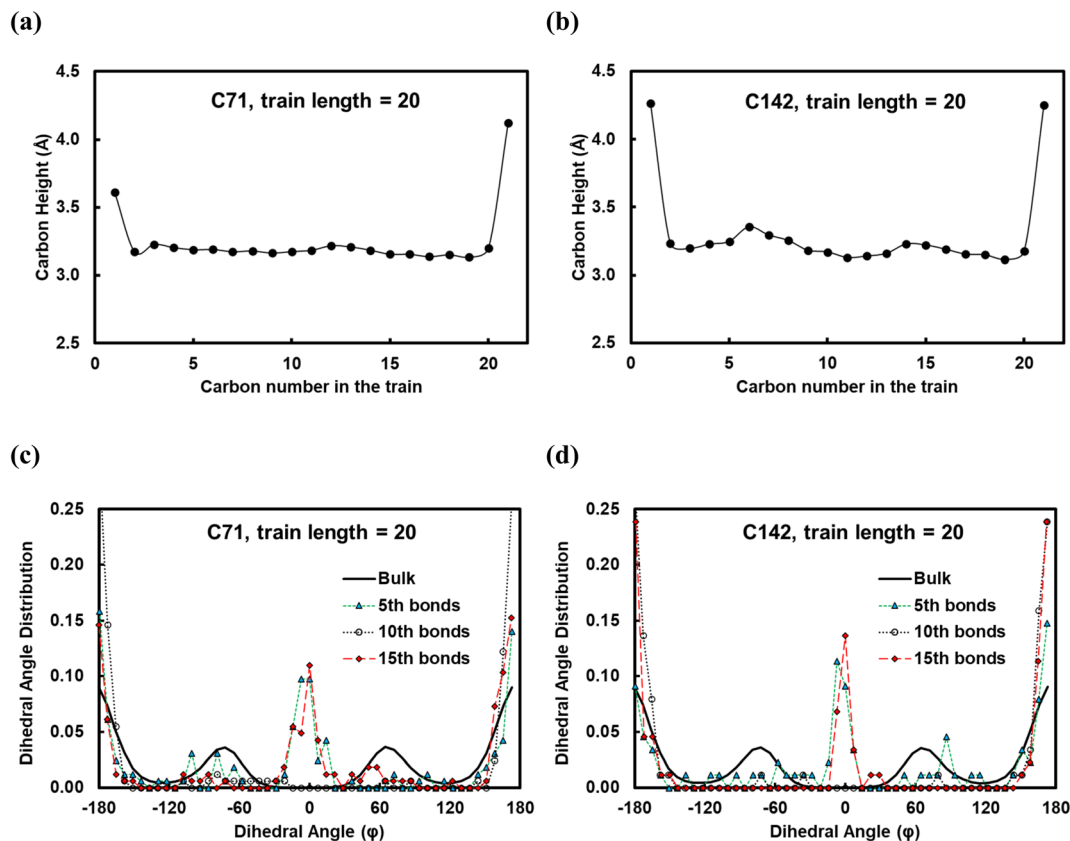 (a)
(b)
4.5
4.0
3.5
3.0
2.5
Carbon Height (Å)
C71, train length = 20
0
5
10
15
20
Carbon number in the train
4.5
4.0
3.5
3.0
2.5
Carbon Height (Å)
C142, train length = 20
0
5
10
15
20
Carbon number in the train
(c)
(d)
0.25
0.20
0.15
0.10
0.05
0.00
Dihedral Angle Distribution
C71, train length = 20
Bulk
5th bonds
10th bonds
15th bonds
-180
-120
-60
0
60
120
180
Dihedral Angle (φ)
0.25
0.20
0.15
0.10
0.05
0.00
Dihedral Angle Distribution
C142, train length = 20
Bulk
5th bonds
10th bonds
15th bonds
-180
-120
-60
0
60
120
180
Dihedral Angle (φ)